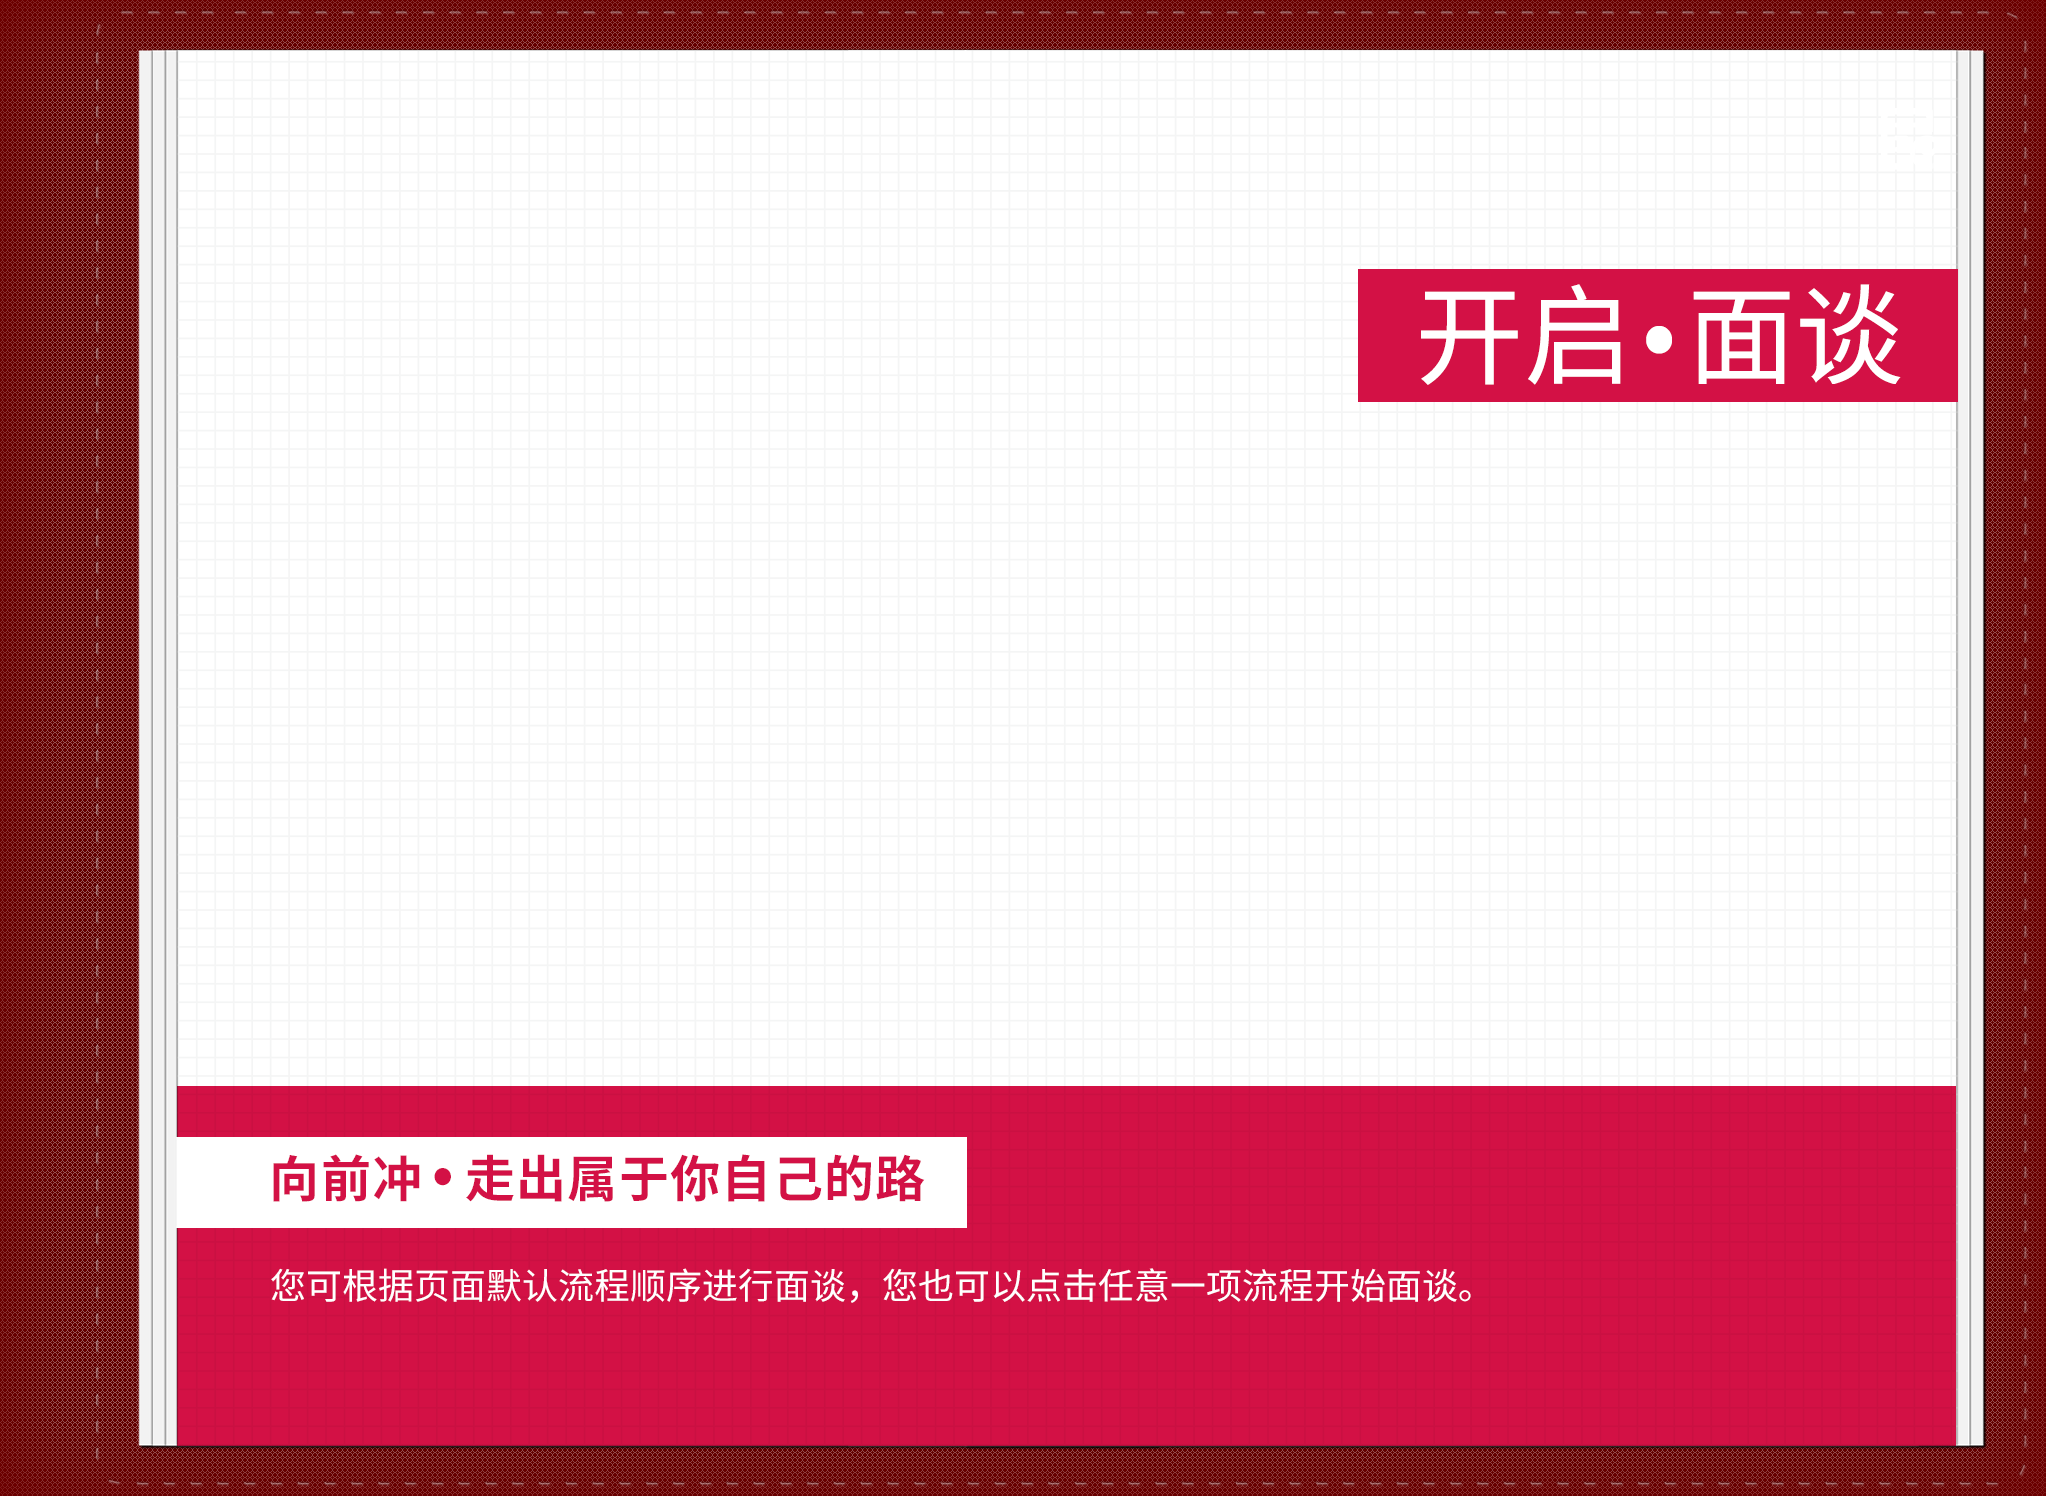 开启•面谈
向前冲•走出属于你自己的路
您可根据页面默认流程顺序进行面谈，您也可以点击任意一项流程开始面谈。